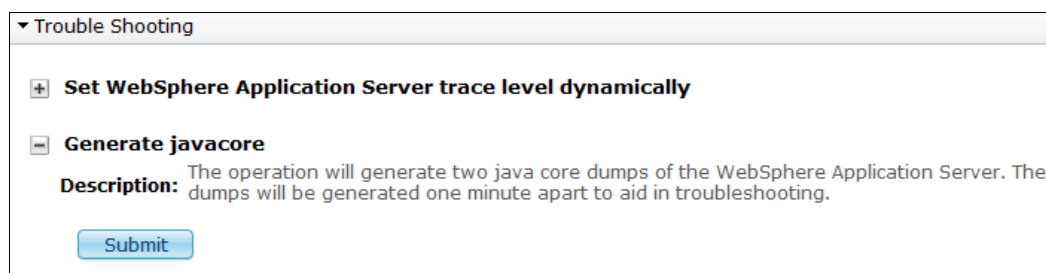 Trouble Shooting
Set WebSphere Application Server trace level dynamically
Generate javacore
Description: The operation will generate two java core dumps of the WebSphere Application Server. The
dumps will be generated one minute apart to aid in troubleshooting.
Submit